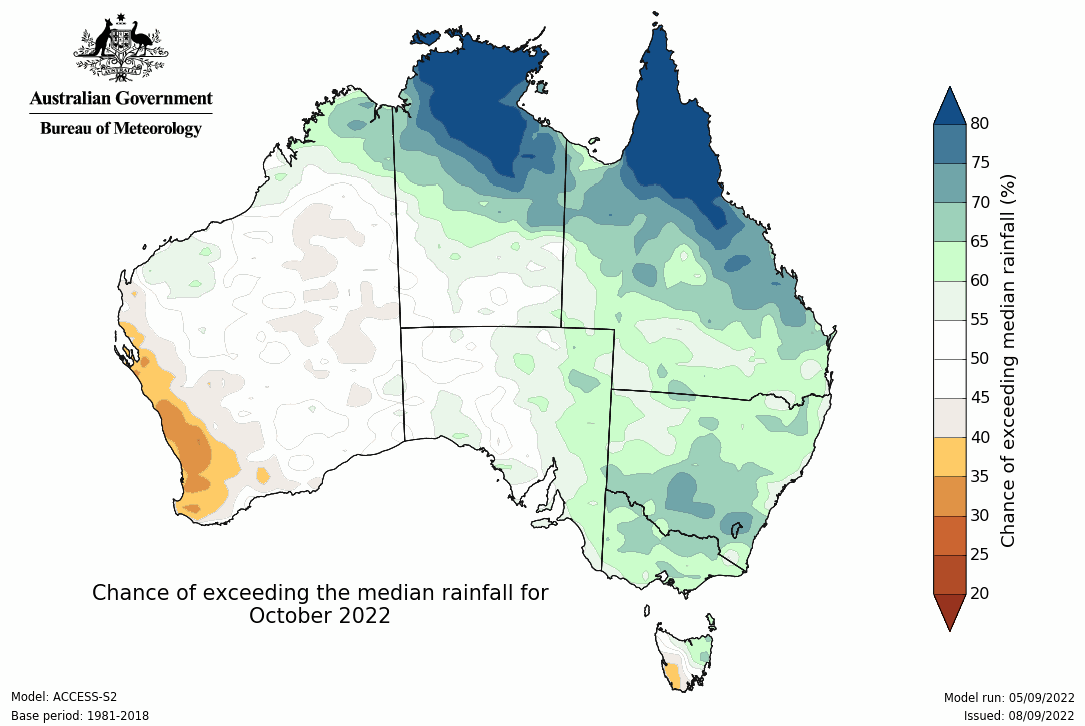 Australian Government
Bureau of Meteorology
80
75
70
65
60
55
50
45
40
35
30
25
20
Chance of exceeding median rainfall (%)
Chance of exceeding the median rainfall for
October 2022
Model: ACCESS-S2
Base period: 1981-2018
Model run: 05/09/2022
Issued: 08/09/2022